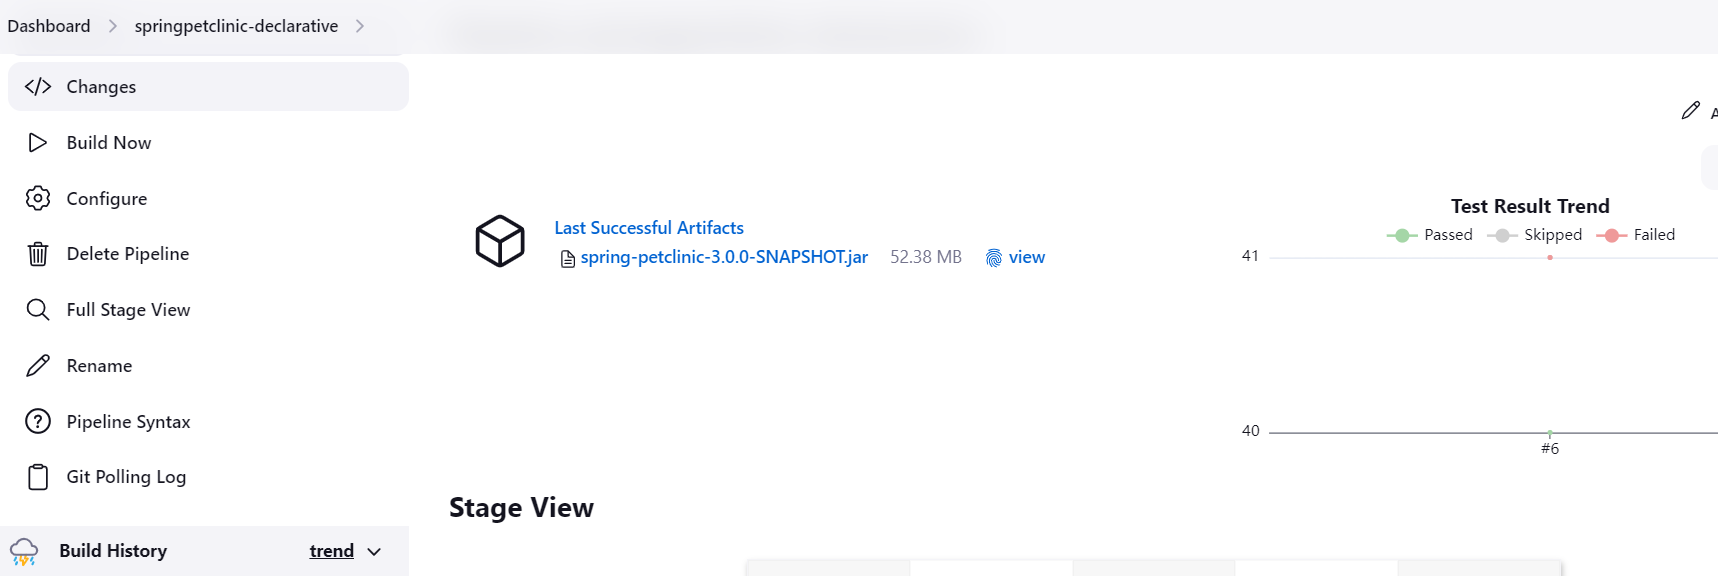 Dashboard
springpetclinic-declarative
Changes
Build Now
Configure
Delete Pipeline
Full Stage View
Rename
Pipeline Syntax
Git Polling Log
Build History
trend
Last Successful Artifacts
spring-petclinic-3.0.0-SNAPSHOT.jar 52.38 MB view
Test Result Trend
Passed Skipped Failed
41
40
#6
Stage View